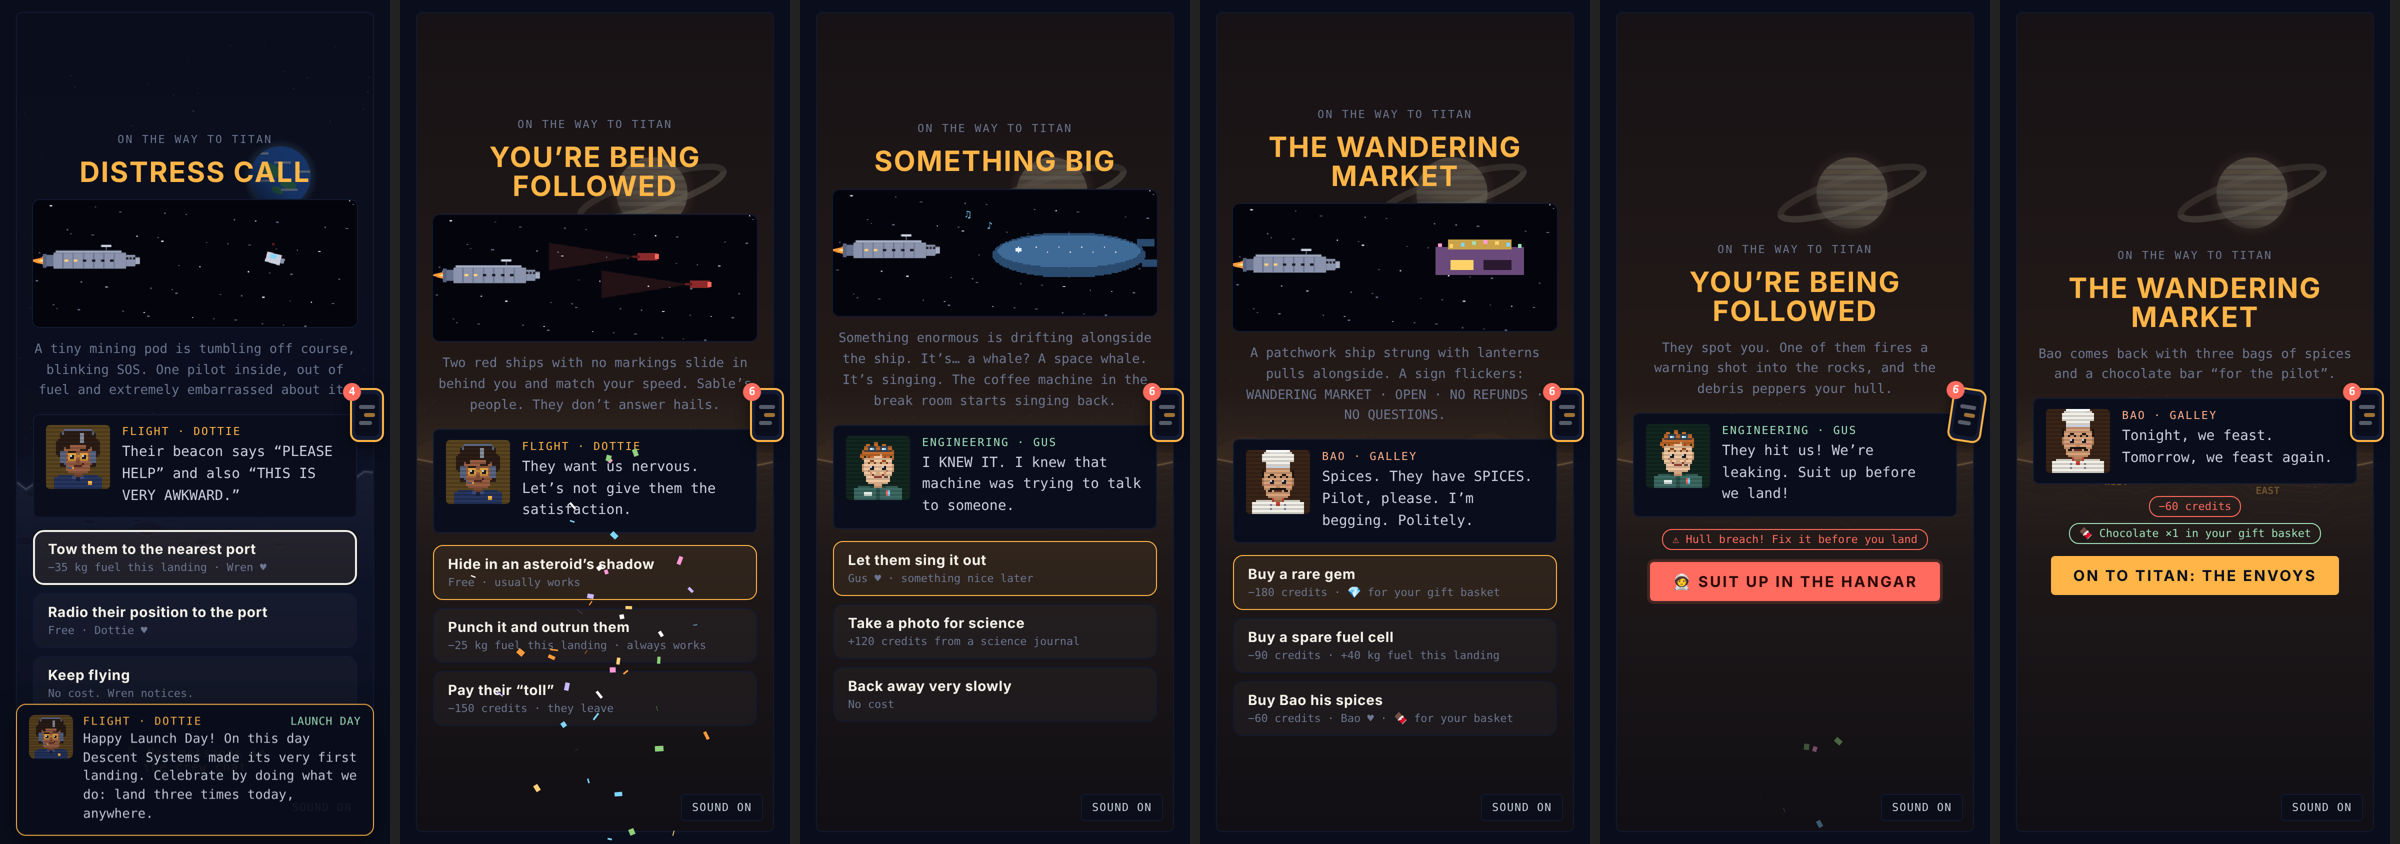 ON THE WAY TO TITAN
DISTRESS CALL
A tiny mining pod is tumbling off course,
blinking SOS. One pilot inside, out of
fuel and extremely embarrassed about it
4
FLIGHT · DOTTIE
Their beacon says “PLEASE
HELP” and also “THIS IS
VERY AWKWARD.”
Tow them to the nearest port
−35 kg fuel this landing · Wren ♥
Radio their position to the port
Free · Dottie ♥
Keep flying
No cost. Wren notices.
FLIGHT · DOTTIE
LAUNCH DAY
Happy Launch Day! On this day
Descent Systems made its very first
landing. Celebrate by doing what we
do: land three times today,
anywhere.
SOUND ON
ON THE WAY TO TITAN
YOU’RE BEING
FOLLOWED
Two red ships with no markings slide in
behind you and match your speed. Sable’s
people. They don’t answer hails.
6
FLIGHT · DOTTIE
They want us nervous.
Let’s not give them the
satisfaction.
Hide in an asteroid’s shadow
Free · usually works
Punch it and outrun them
−25 kg fuel this landing · always works
Pay their “toll”
−150 credits · they leave
SOUND ON
ON THE WAY TO TITAN
SOMETHING BIG
Something enormous is drifting alongside
the ship. It’s… a whale? A space whale.
It’s singing. The coffee machine in the
break room starts singing back.
6
ENGINEERING · GUS
I KNEW IT. I knew that
machine was trying to talk
to someone.
Let them sing it out
Gus ♥ · something nice later
Take a photo for science
+120 credits from a science journal
Back away very slowly
No cost
SOUND ON
ON THE WAY TO TITAN
THE WANDERING
MARKET
A patchwork ship strung with lanterns
pulls alongside. A sign flickers:
WANDERING MARKET · OPEN · NO REFUNDS ·
NO QUESTIONS.
6
BAO · GALLEY
Spices. They have SPICES.
Pilot, please. I’m
begging. Politely.
Buy a rare gem
−180 credits · 💎 for your gift basket
Buy a spare fuel cell
−90 credits · +40 kg fuel this landing
Buy Bao his spices
−60 credits · Bao ♥ · 🍫 for your basket
SOUND ON
ON THE WAY TO TITAN
YOU’RE BEING
FOLLOWED
They spot you. One of them fires a
warning shot into the rocks, and the
debris peppers your hull.
6
ENGINEERING · GUS
They hit us! We’re
leaking. Suit up before
we land!
⚠ Hull breach! Fix it before you land
SUIT UP IN THE HANGAR
SOUND ON
ON THE WAY TO TITAN
THE WANDERING
MARKET
Bao comes back with three bags of spices
and a chocolate bar “for the pilot”.
6
BAO · GALLEY
Tonight, we feast.
Tomorrow, we feast again.
EAST
−60 credits
🍫 Chocolate ×1 in your gift basket
ON TO TITAN: THE ENVOYS
SOUND ON